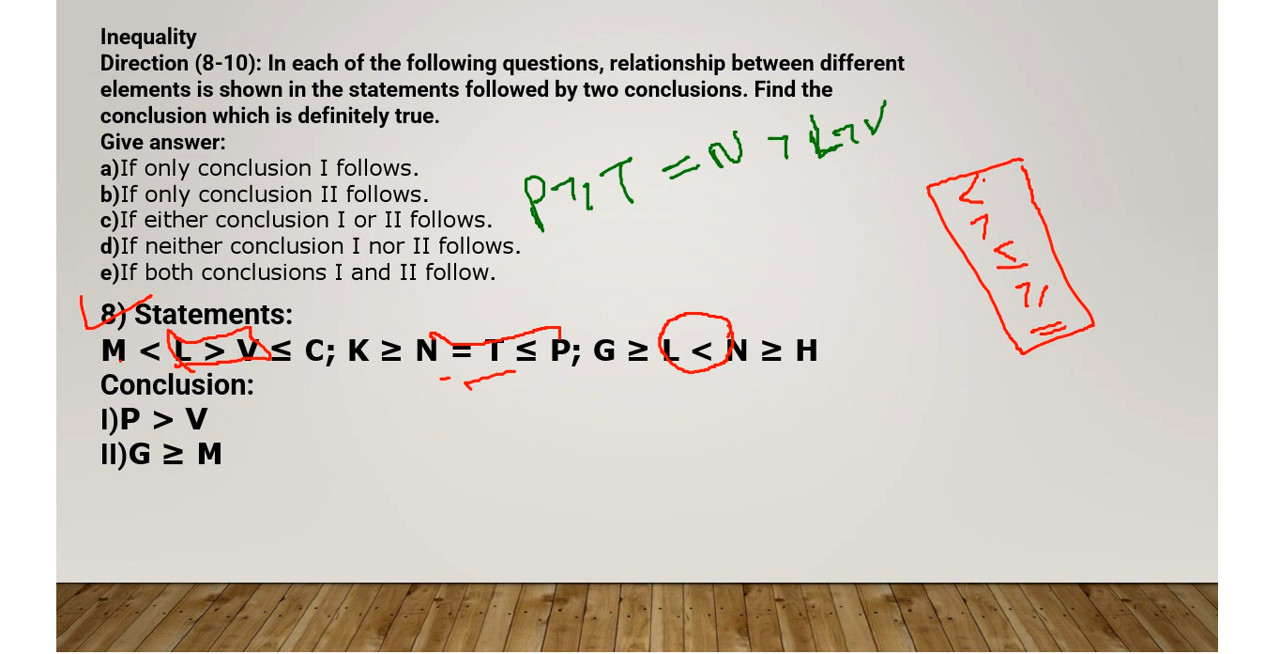 Inequality
Direction (8-10): In each of the following questions, relationship between different
elements is shown in the statements followed by two conclusions. Find the
conclusion which is definitely true.
Give answer:
a)If only conclusion I follows.
b)If only conclusion II follows.
c)If either conclusion I or II follows.
d)If neither conclusion I nor II follows.
e)If both conclusions I and II follow.
P ≥ T = N > L > V
<
>
≤
≥
=
8) Statements:
M < L > V ≤ C; K ≥ N = T ≤ P; G ≥ L < N ≥ H
Conclusion:
I)P > V
II)G ≥ M